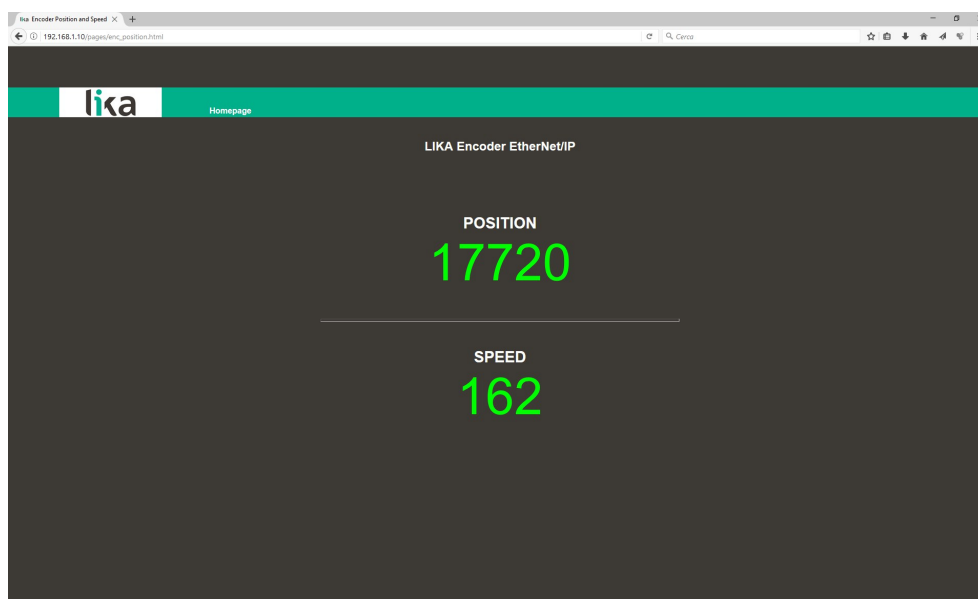 lika Encoder Position and Speed
192.168.1.10/pages/enc_position.html
Cerca
lika
Homepage
LIKA Encoder EtherNet/IP
POSITION
17720
SPEED
162